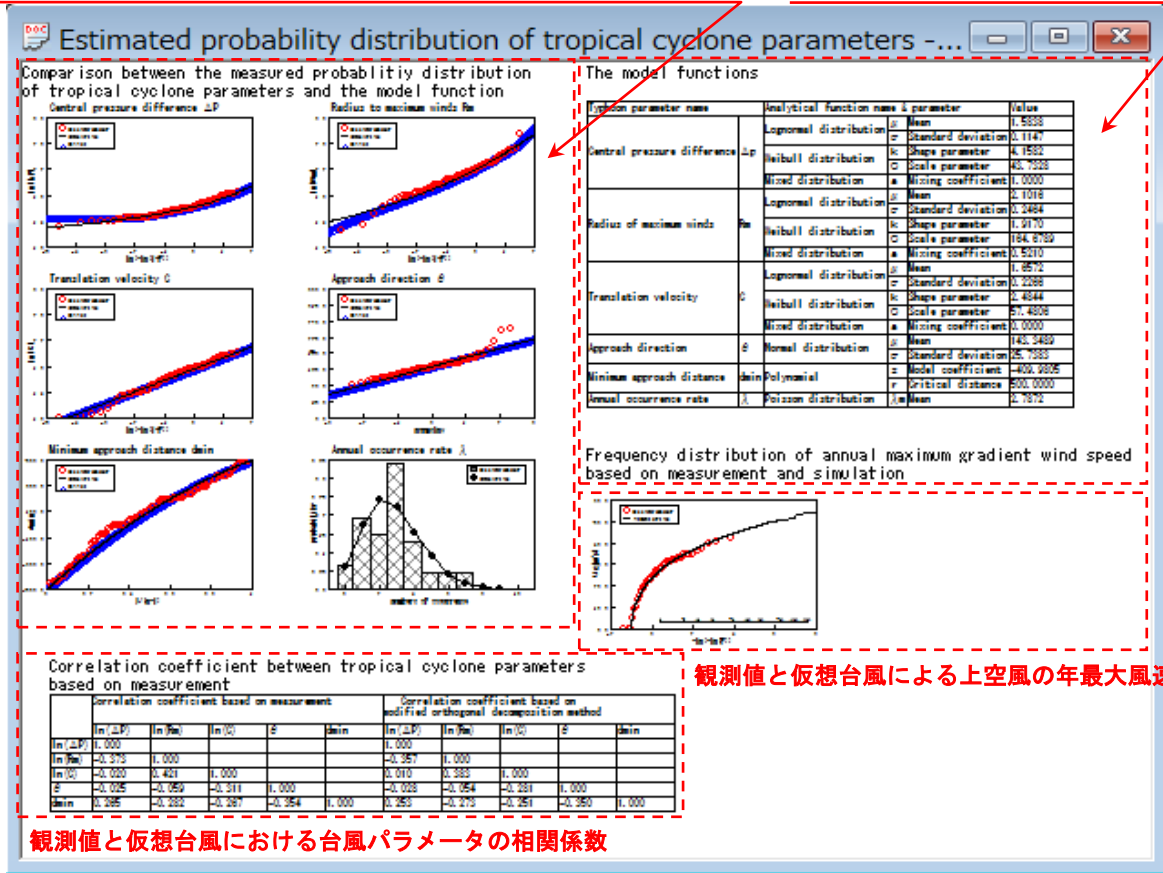 Estimated probability distribution of tropical cyclone parameters -...
Comparison between the measured probablitiy distribution
of tropical cyclone parameters and the model function
Central pressure difference ΔP
Radius to maximum winds Rm
Translation velocity C
Approach direction θ
Minimum approach distance dmin
Annual occurrence rate λ
The model functions
Typhoon parameter name Analytical function name & parameter Value
Central pressure difference Δp Lognormal distribution μ Mean 1.5838
σ Standard deviation 0.1147
Weibull distribution k Shape parameter 4.1582
C Scale parameter 43.7328
Mixed distribution a Mixing coefficient 1.0000
Radius of maximum winds Rm Lognormal distribution μ Mean 2.1016
σ Standard deviation 0.2464
Weibull distribution k Shape parameter 1.9170
C Scale parameter 164.6789
Mixed distribution a Mixing coefficient 0.5210
Translation velocity C Lognormal distribution μ Mean 1.6572
σ Standard deviation 0.2266
Weibull distribution k Shape parameter 2.4844
C Scale parameter 57.4806
Mixed distribution a Mixing coefficient 0.0000
Approach direction θ Normal distribution μ Mean 143.3489
σ Standard deviation 25.7383
Minimum approach distance dmin Polynomial z Model coefficient -409.9805
r Critical distance 500.0000
Annual occurrence rate λ Poisson distribution λm Mean 2.7872
Frequency distribution of annual maximum gradient wind speed
based on measurement and simulation
観測値と仮想台風による上空風の年最大風速
Correlation coefficient between tropical cyclone parameters
based on measurement
Correlation coefficient based on measurement Correlation coefficient based on
modified orthogonal decomposition method
ln(ΔP) ln(Rm) ln(C) θ dmin ln(ΔP) ln(Rm) ln(C) θ dmin
ln(ΔP) 1.000 1.000
ln(Rm) -0.373 1.000 -0.357 1.000
ln(C) -0.020 0.421 1.000 0.010 0.383 1.000
θ -0.025 -0.059 -0.311 1.000 -0.028 -0.054 -0.281 1.000
dmin 0.265 -0.282 -0.267 -0.354 1.000 0.253 -0.273 -0.251 -0.350 1.000
観測値と仮想台風における台風パラメータの相関係数